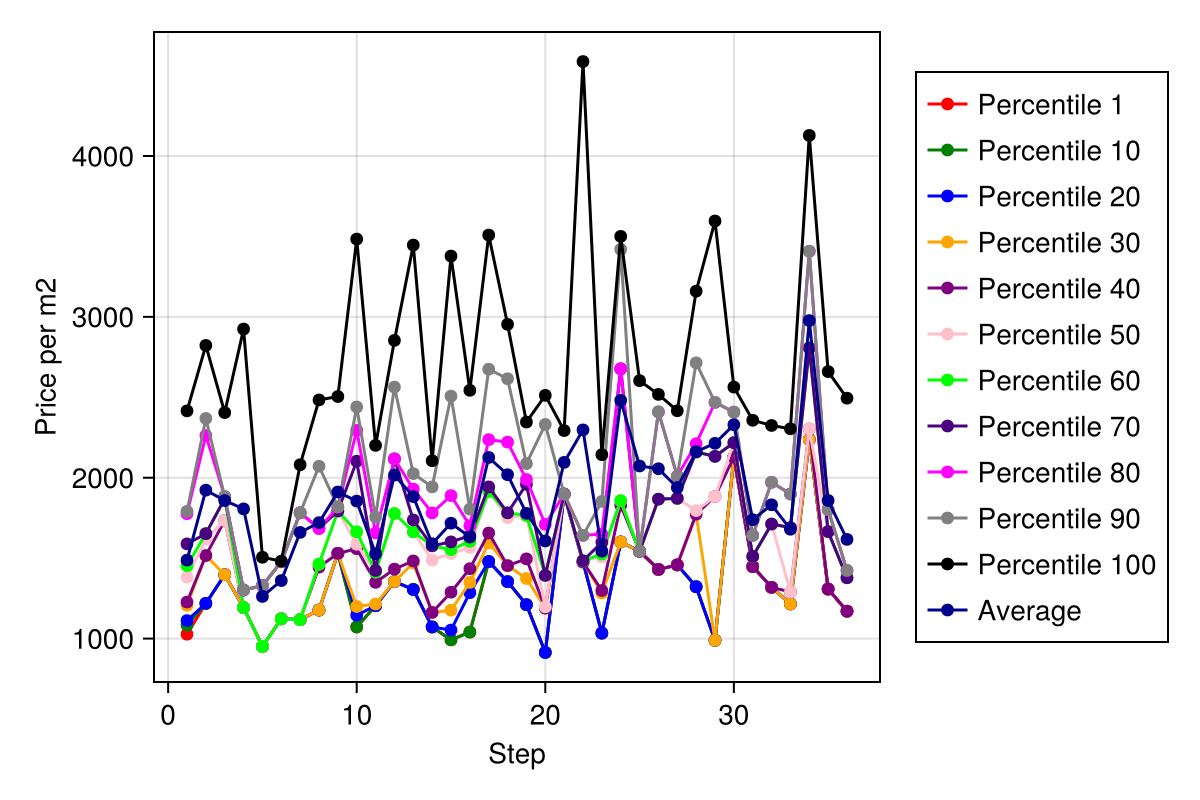 4000
3000
2000
1000
Price per m2
0 10 20 30
Step
Percentile 1
Percentile 10
Percentile 20
Percentile 30
Percentile 40
Percentile 50
Percentile 60
Percentile 70
Percentile 80
Percentile 90
Percentile 100
Average